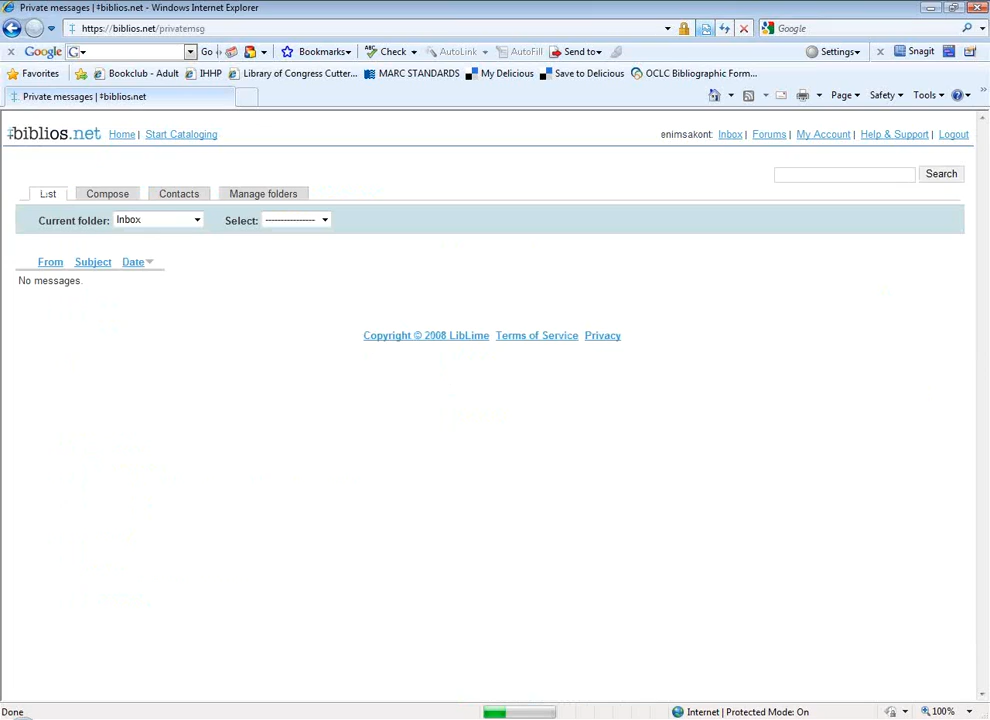 Private messages | ‡biblios.net - Windows Internet Explorer
https://biblios.net/privatemsg
Google
Google G Go Bookmarks Check AutoLink AutoFill Send to Settings Snagit
Favorites Bookclub - Adult IHHP Library of Congress Cutter... MARC STANDARDS My Delicious Save to Delicious OCLC Bibliographic Form...
Private messages | ‡biblios.net Page Safety Tools
‡biblios.net Home | Start Cataloging enimsakont: Inbox | Forums | My Account | Help & Support | Logout
Search
List Compose Contacts Manage folders
Current folder: Inbox Select: ---------------
From Subject Date
No messages.
Copyright © 2008 LibLime Terms of Service Privacy
Done Internet | Protected Mode: On 100%